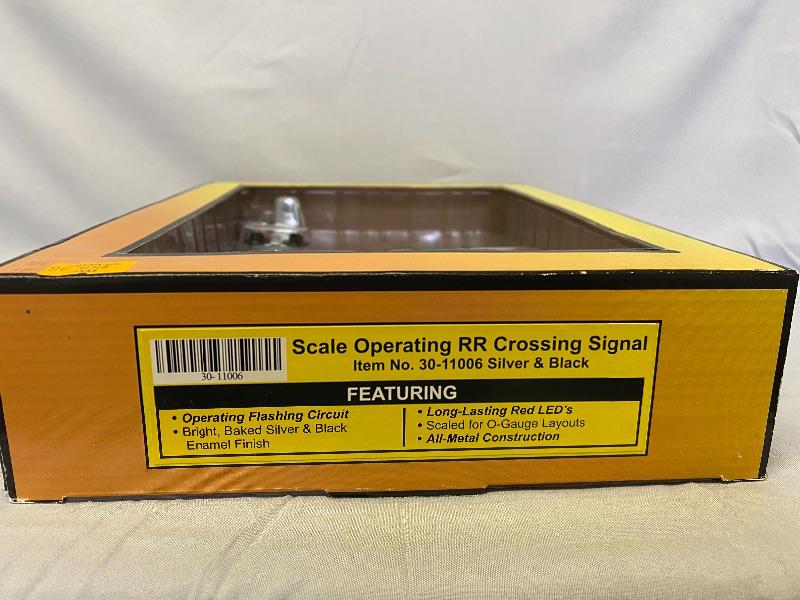 Scale Operating RR Crossing Signal
Item No. 30-11006 Silver & Black
30-11006
FEATURING
• Operating Flashing Circuit
• Bright, Baked Silver & Black
Enamel Finish
• Long-Lasting Red LED's
• Scaled for O-Gauge Layouts
• All-Metal Construction